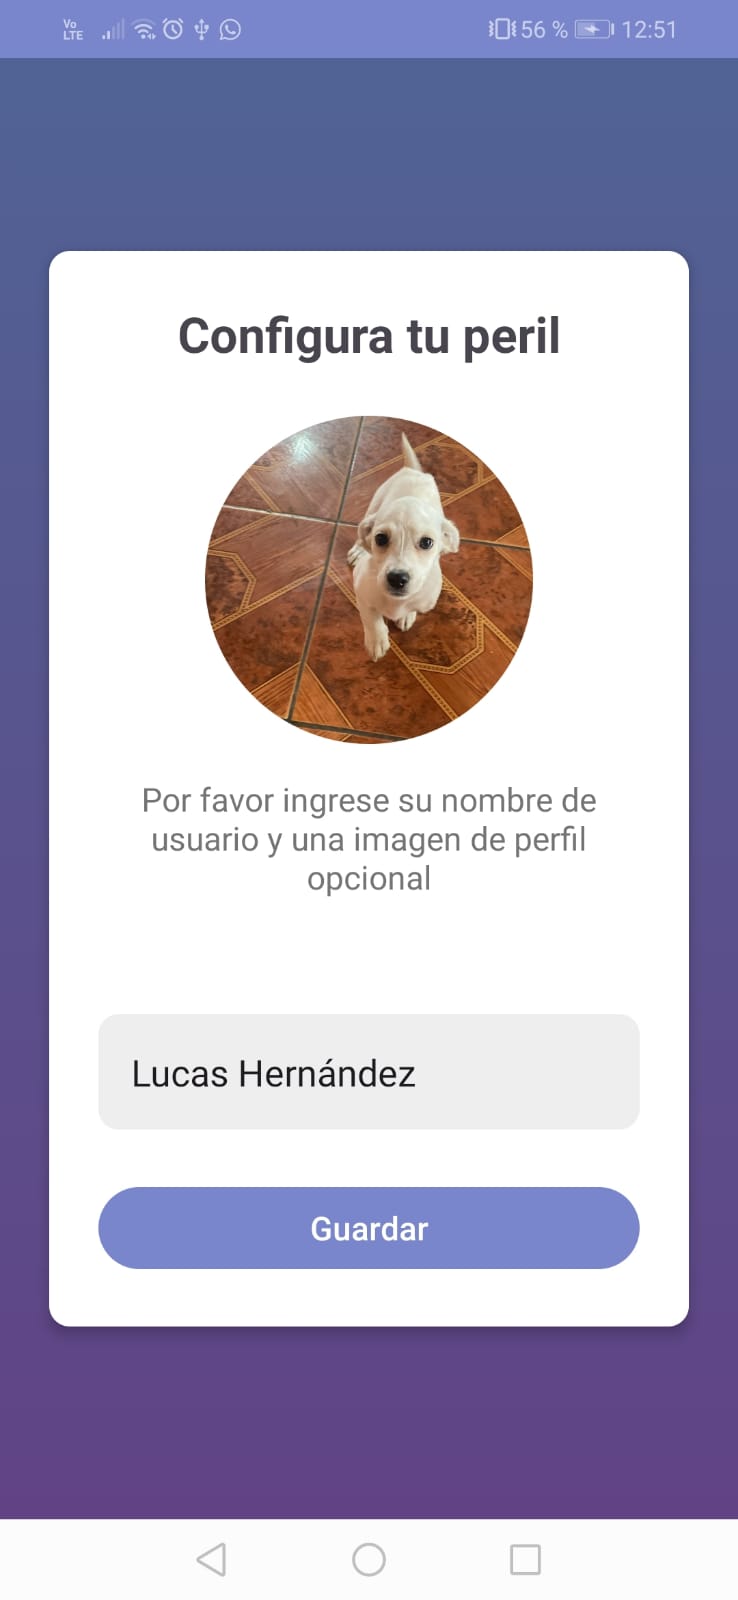 Vo
LTE
56 %
12:51
Configura tu peril
Por favor ingrese su nombre de
usuario y una imagen de perfil
opcional
Lucas Hernández
Guardar